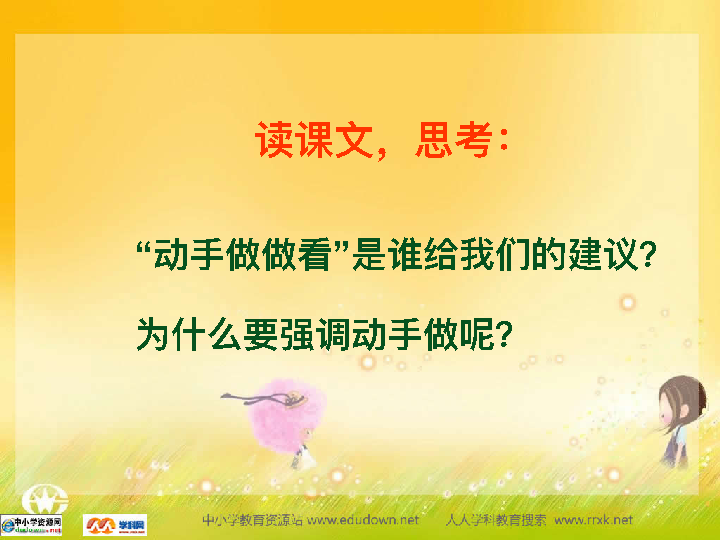 读课文，思考：
“动手做做看”是谁给我们的建议？
为什么要强调动手做呢？
中小学教育资源站 www.edudown.net 人人学科教育搜索 www.rrxk.net
中小学资源网
学科网